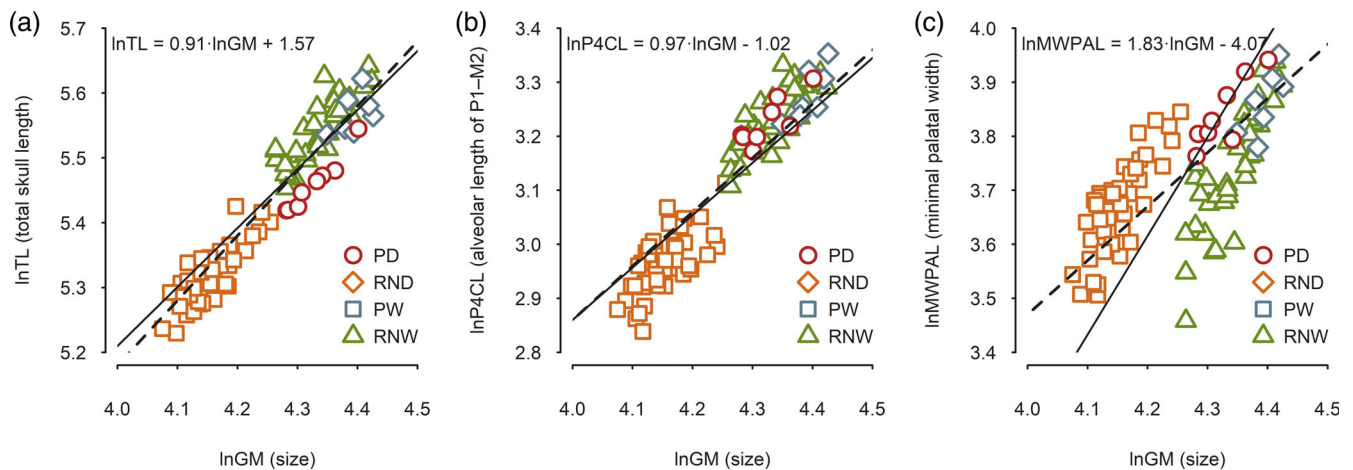 (a)
lnTL = 0.91·lnGM + 1.57
lnTL (total skull length)
5.7
5.6
5.5
5.4
5.3
5.2
PD
RND
PW
RNW
4.0 4.1 4.2 4.3 4.4 4.5
lnGM (size)
(b)
lnP4CL = 0.97·lnGM - 1.02
lnP4CL (alveolar length of P1–M2)
3.4
3.3
3.2
3.1
3.0
2.9
2.8
PD
RND
PW
RNW
4.0 4.1 4.2 4.3 4.4 4.5
lnGM (size)
(c)
lnMWPAL = 1.83·lnGM - 4.07
lnMWPAL (minimal palatal width)
4.0
3.9
3.8
3.7
3.6
3.5
3.4
PD
RND
PW
RNW
4.0 4.1 4.2 4.3 4.4 4.5
lnGM (size)